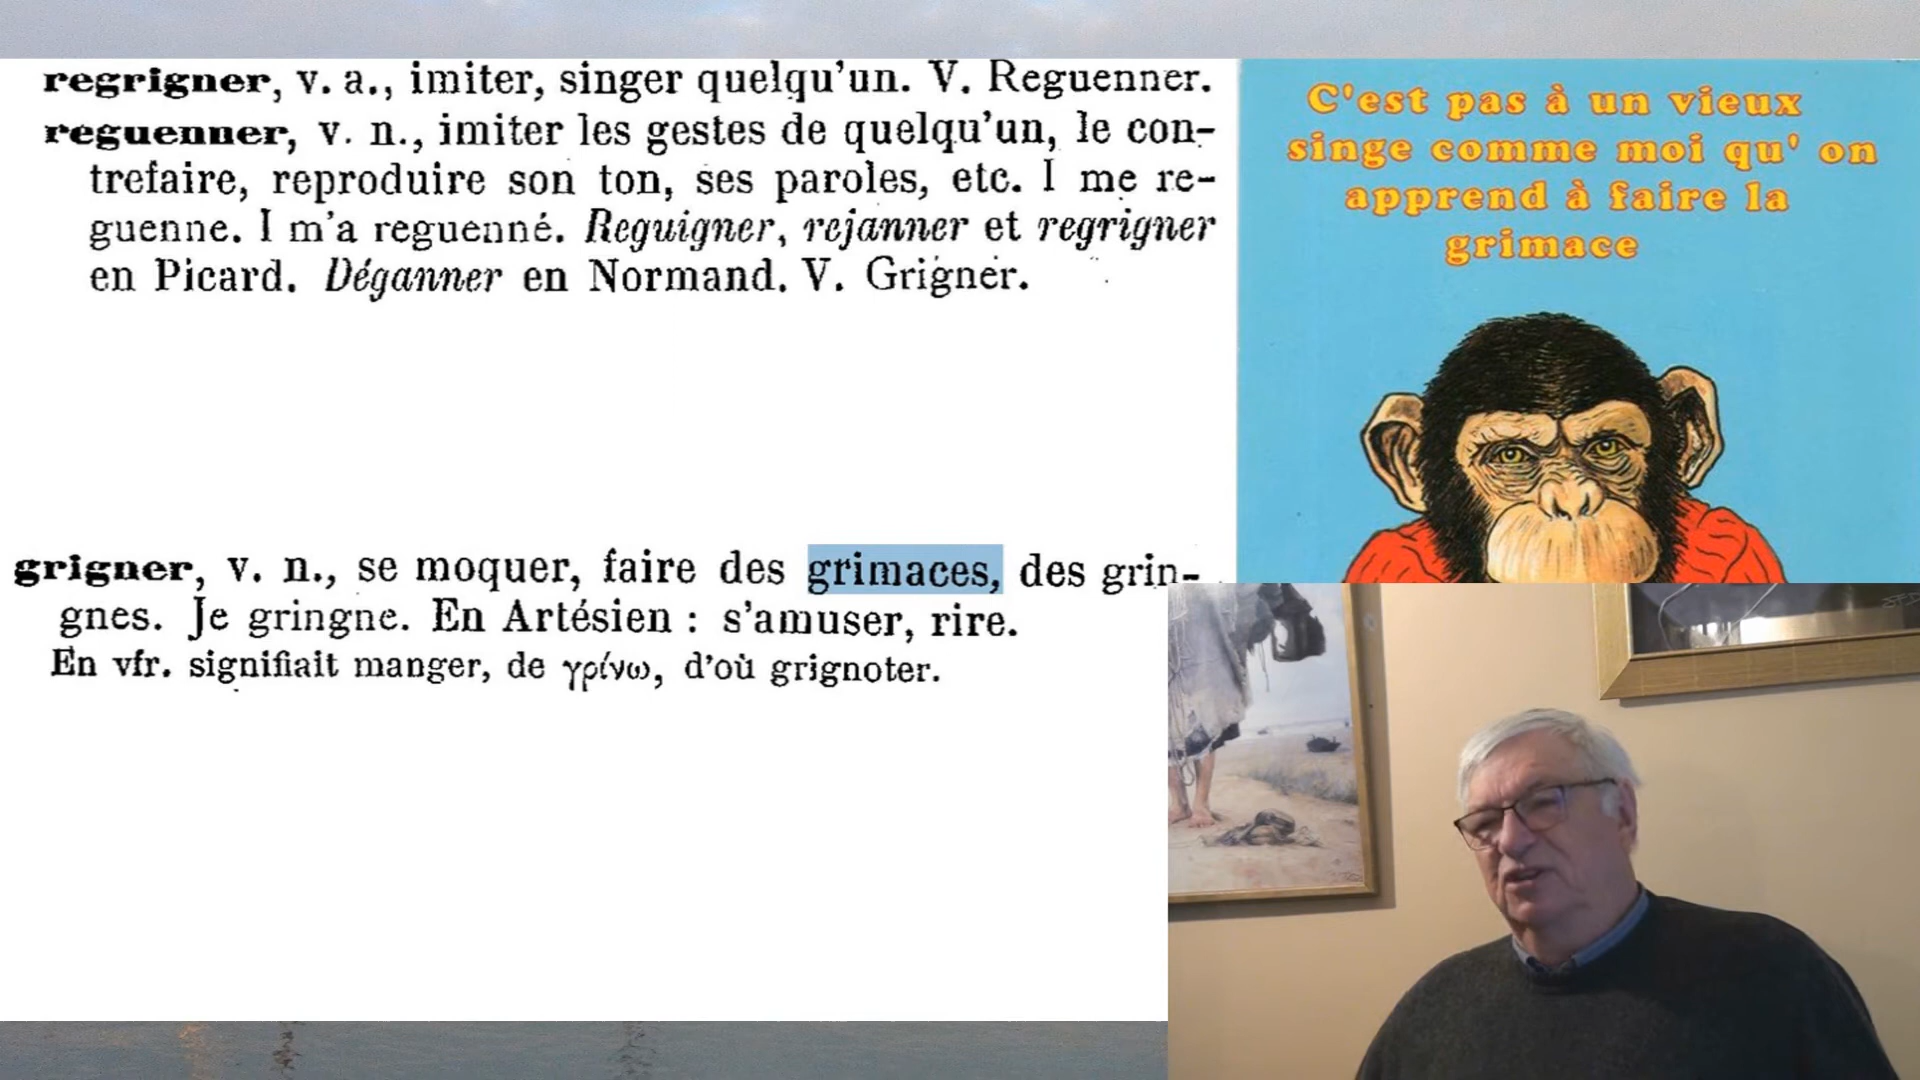 regrigner, v. a., imiter, singer quelqu'un. V. Reguenner.
reguenner, v. n., imiter les gestes de quelqu'un, le con-
trefaire, reproduire son ton, ses paroles, etc. I me re-
guenne. I m'a reguenné. Reguigner, rejanner et regrigner
en Picard. Déganner en Normand. V. Grigner.
grigner, v. n., se moquer, faire des grimaces, des grin-
gnes. Je gringne. En Artésien : s'amuser, rire.
En vfr. signifiait manger, de γρίνω, d'où grignoter.
C'est pas à un vieux
singe comme moi qu' on
apprend à faire la
grimace